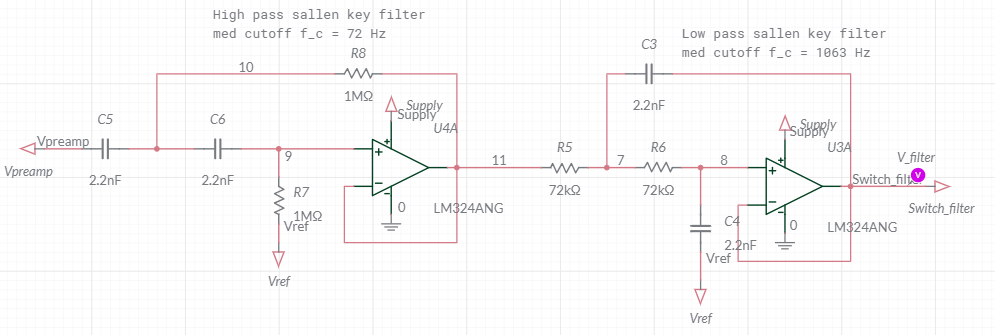 High pass sallen key filter
med cutoff f_c = 72 Hz
Low pass sallen key filter
med cutoff f_c = 1063 Hz
R8
10
1MΩ
C3
2.2nF
Supply
Supply
U4A
Supply
Supply
U3A
C5
C6
Vpreamp
Vpreamp
2.2nF
2.2nF
9
11
R5
72kΩ
7
R6
72kΩ
8
V_filter
V
Switch_filter
Switch_filter
R7
1MΩ
Vref
Vref
0
LM324ANG
C4
2.2nF
Vref
Vref
0
LM324ANG